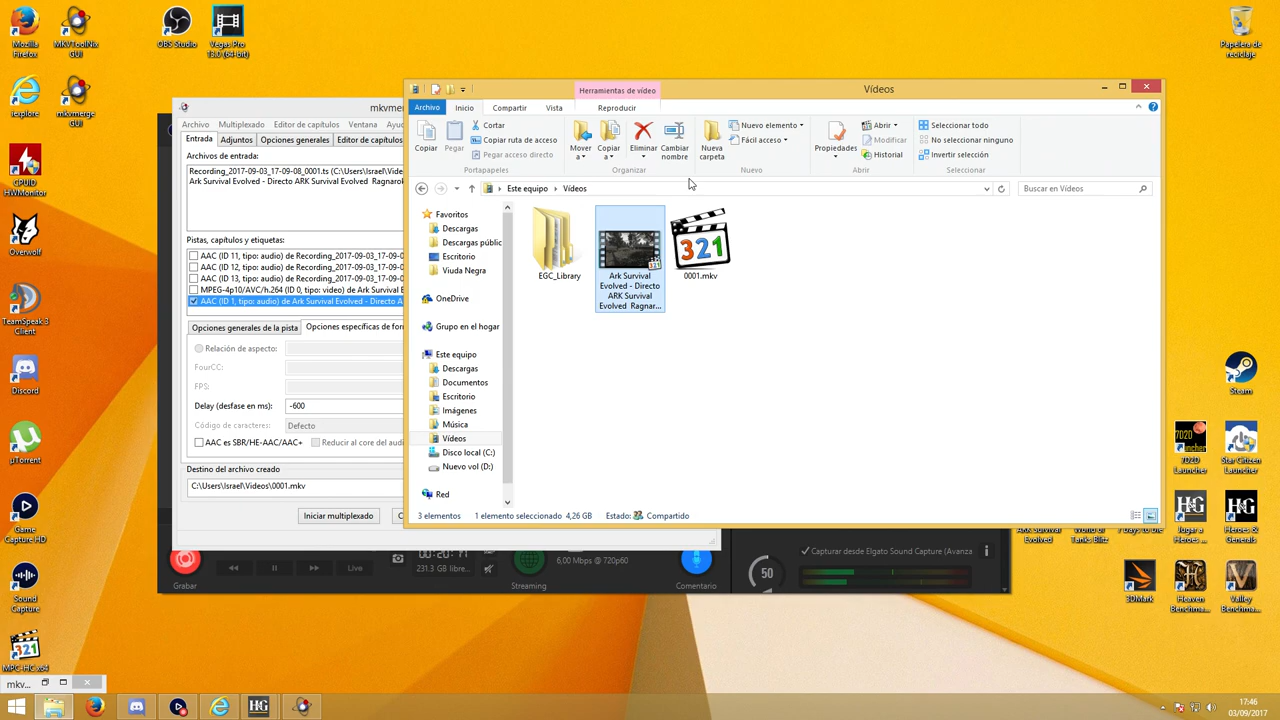 Mozilla
Firefox
MKVToolNix
GUI
OBS Studio
Vegas Pro
13.0 (64-bit)
Papelera de
reciclaje
iexplore
mkvmerge
GUI
CPUID
HWMonitor
Overwolf
TeamSpeak 3
Client
Discord
µTorrent
Game
Capture HD
Sound
Capture
MPC-HC x64
Steam
7D2D
Launcher
Star Citizen
Launcher
Jugar a
Heroes ...
Heroes &
Generals
3DMark
Heaven
Benchma...
Valley
Benchma...
ARK Survival
Evolved
World of
Tanks Blitz
7 Days to
Herramientas de vídeo
Vídeos
Archivo
Inicio
Compartir
Vista
Reproducir
Copiar
Pegar
Cortar
Copiar ruta de acceso
Pegar acceso directo
Portapapeles
Mover
a
Copiar
a
Eliminar
Cambiar
nombre
Organizar
Nueva
carpeta
Nuevo elemento
Fácil acceso
Nuevo
Propiedades
Abrir
Modificar
Historial
Abrir
Seleccionar todo
No seleccionar ninguno
Invertir selección
Seleccionar
Este equipo
Vídeos
Buscar en Vídeos
Favoritos
Descargas
Descargas públic
Escritorio
Viuda Negra
OneDrive
Grupo en el hogar
Este equipo
Descargas
Documentos
Escritorio
Imágenes
Música
Vídeos
Disco local (C:)
Nuevo vol (D:)
Red
EGC_Library
Ark Survival
Evolved - Directo
ARK Survival
Evolved Ragnar...
321
0001.mkv
3 elementos
1 elemento seleccionado 4,26 GB
Estado:
Compartido
mkvmer
Archivo
Multiplexado
Editor de capítulos
Ventana
Ayu
Entrada
Adjuntos
Opciones generales
Editor de capítulos
Archivos de entrada:
Recording_2017-09-03_17-09-08_0001.ts (C:\Users\Israel\Video
Ark Survival Evolved - Directo ARK Survival Evolved Ragnarok
Pistas, capítulos y etiquetas:
AAC (ID 11, tipo: audio) de Recording_2017-09-03_17-09-0
AAC (ID 12, tipo: audio) de Recording_2017-09-03_17-09-0
AAC (ID 13, tipo: audio) de Recording_2017-09-03_17-09-0
MPEG-4p10/AVC/h.264 (ID 0, tipo: video) de Ark Survival
AAC (ID 1, tipo: audio) de Ark Survival Evolved - Directo A
Opciones generales de la pista
Opciones específicas de for
Relación de aspecto:
FourCC:
FPS:
Delay (desfase en ms):
-600
Código de caracteres:
Defecto
AAC es SBR/HE-AAC/AAC+
Reducir al core del audi
Destino del archivo creado
C:\Users\Israel\Videos\0001.mkv
Iniciar multiplexado
Grabar
Live
231.3 GB libre...
6,00 Mbps @ 720p60
Streaming
Comentario
50
Capturar desde Elgato Sound Capture (Avanza
mkv...
17:46
03/09/2017